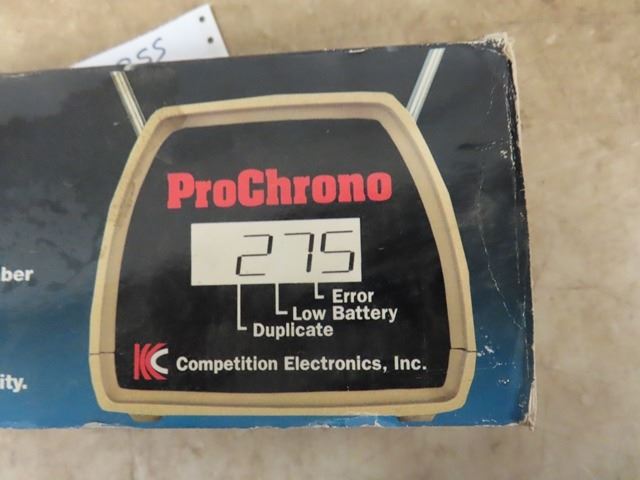 ProChrono
275
Error
Low Battery
Duplicate
Competition Electronics, Inc.
ber
ity.